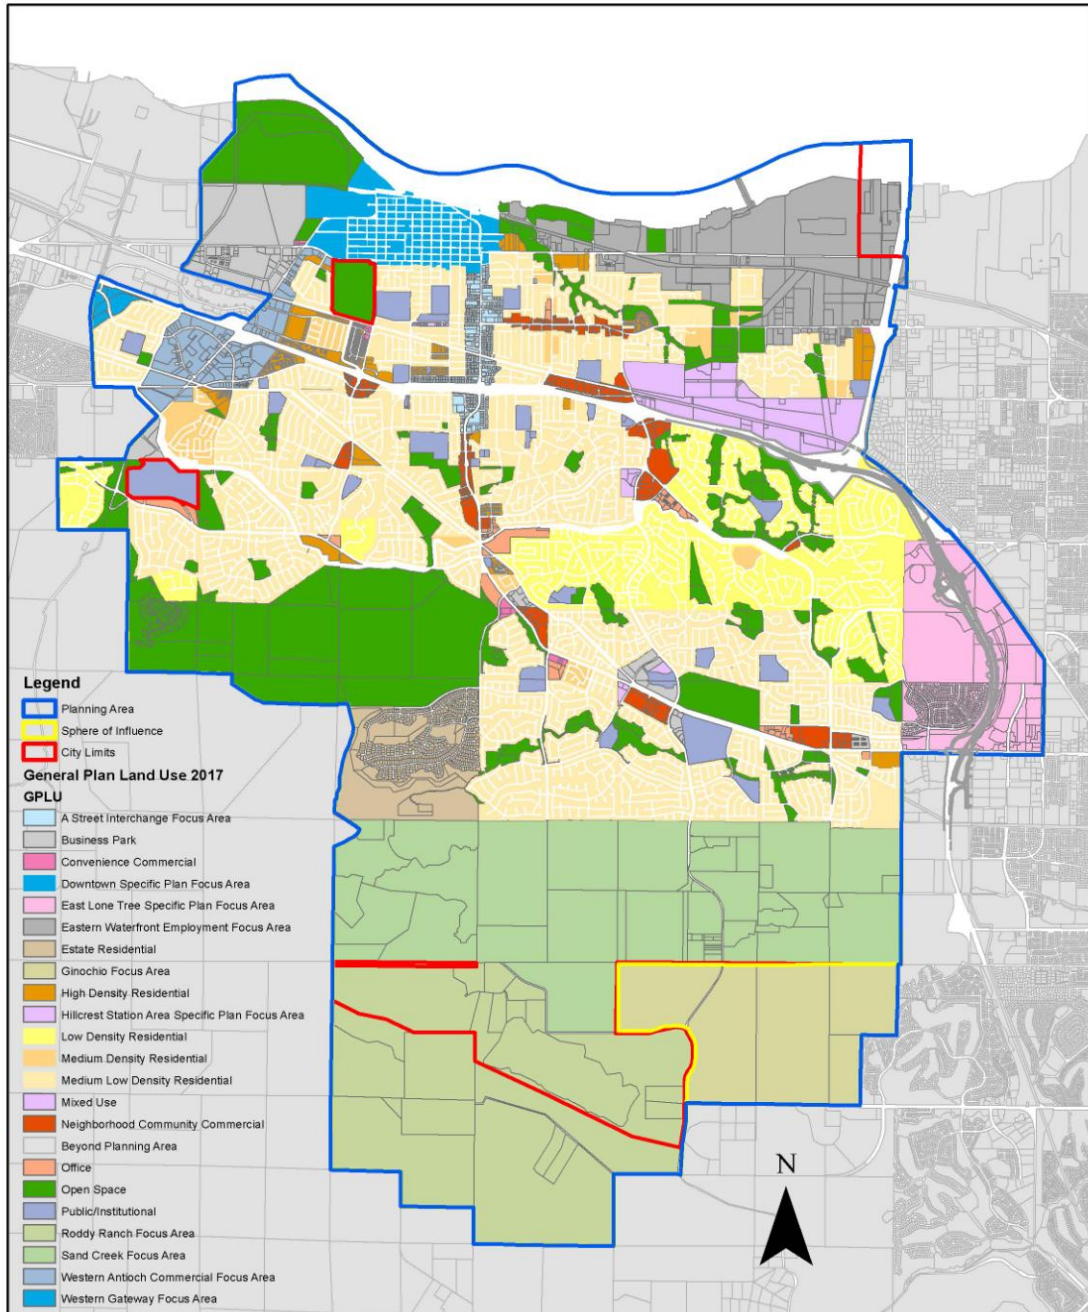 Legend
Planning Area
Sphere of Influence
City Limits
General Plan Land Use 2017
GPLU
A Street Interchange Focus Area
Business Park
Convenience Commercial
Downtown Specific Plan Focus Area
East Lone Tree Specific Plan Focus Area
Eastern Waterfront Employment Focus Area
Estate Residential
Ginochio Focus Area
High Density Residential
Hillcrest Station Area Specific Plan Focus Area
Low Density Residential
Medium Density Residential
Medium Low Density Residential
Mixed Use
Neighborhood Community Commercial
Beyond Planning Area
Office
Open Space
Public/Institutional
Roddy Ranch Focus Area
Sand Creek Focus Area
Western Antioch Commercial Focus Area
Western Gateway Focus Area
N